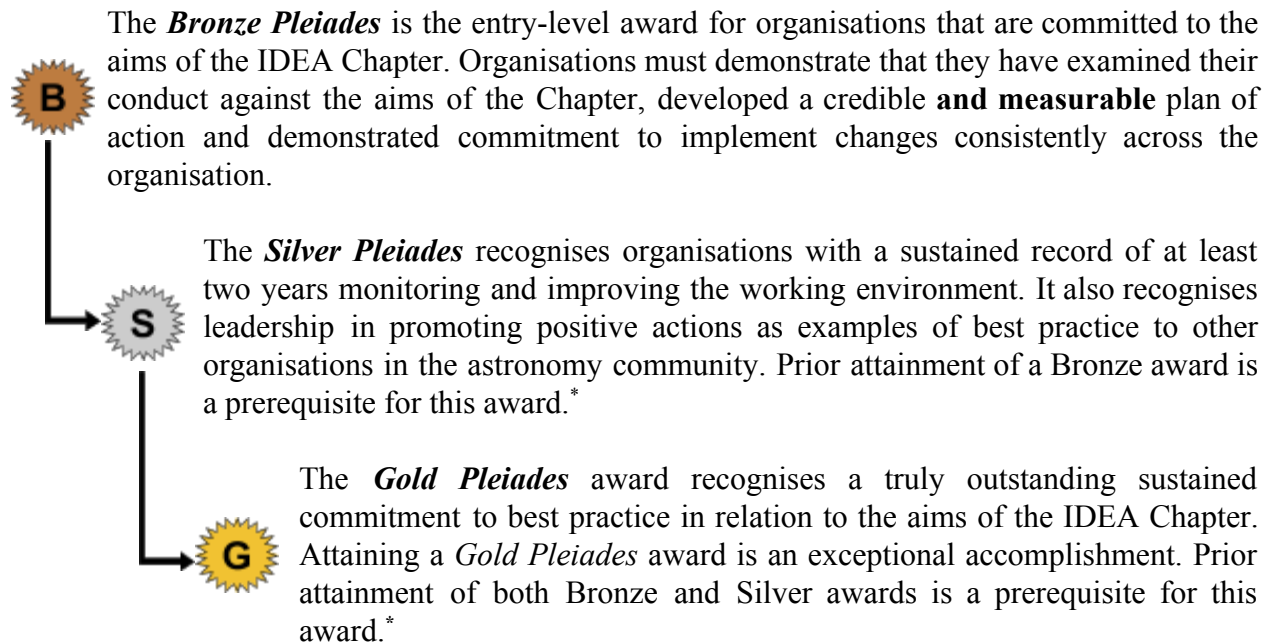 The Bronze Pleiades is the entry-level award for organisations that are committed to the
aims of the IDEA Chapter. Organisations must demonstrate that they have examined their
B conduct against the aims of the Chapter, developed a credible and measurable plan of
action and demonstrated commitment to implement changes consistently across the
organisation.
The Silver Pleiades recognises organisations with a sustained record of at least
two years monitoring and improving the working environment. It also recognises
S leadership in promoting positive actions as examples of best practice to other
organisations in the astronomy community. Prior attainment of a Bronze award is
a prerequisite for this award.*
The Gold Pleiades award recognises a truly outstanding sustained
commitment to best practice in relation to the aims of the IDEA Chapter.
G Attaining a Gold Pleiades award is an exceptional accomplishment. Prior
attainment of both Bronze and Silver awards is a prerequisite for this
award.*